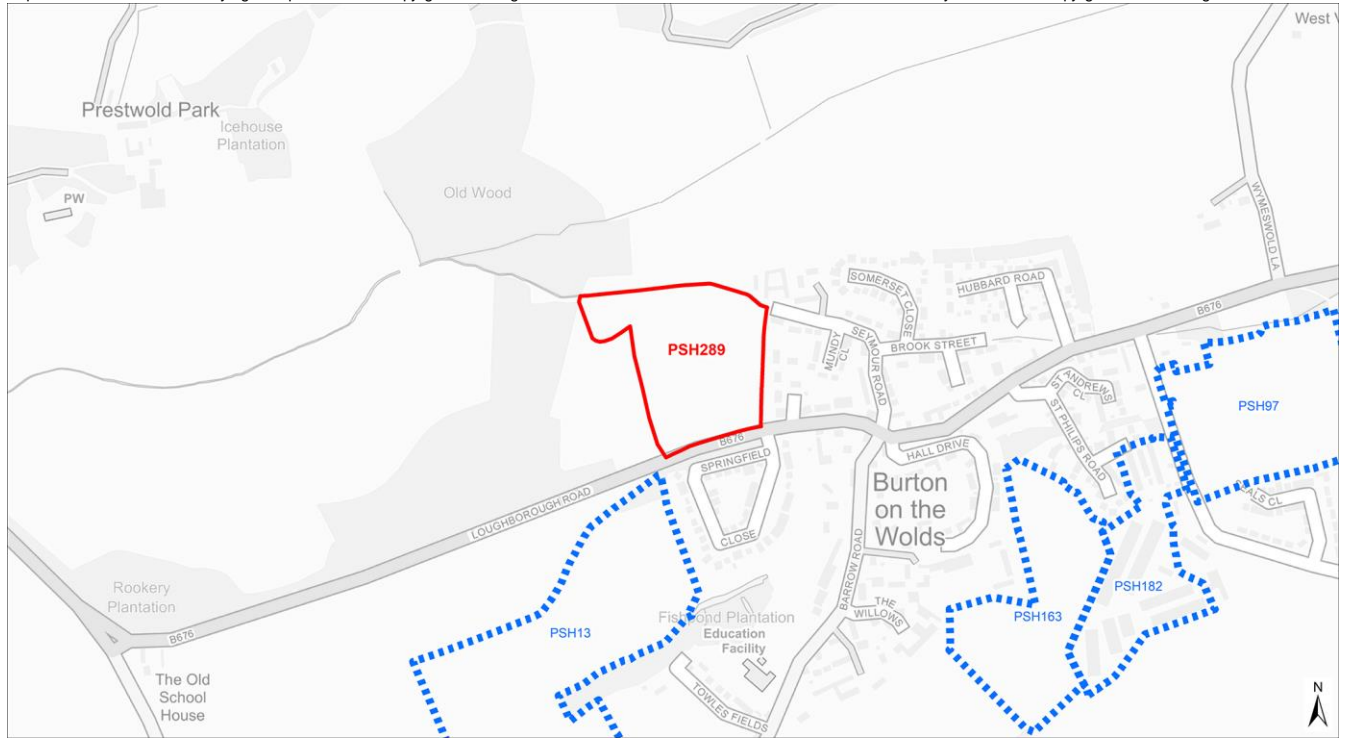 West
Prestwold Park
Icehouse
Plantation
Old Wood
PW
WYMESWOLD LA
B676
SOMERSET CLOSE
HUBBARD ROAD
MUNDY
CL
SEYMOUR ROAD
BROOK STREET
PSH289
ST
ANDREWS
CL
ST PHILIPS ROAD
PSH97
B676
SPRINGFIELD
CLOSE
HALL DRIVE
Burton
on the
Wolds
LOUGHBOROUGH ROAD
BARROW ROAD
Rookery
Plantation
B676
PSH13
Fishpond Plantation
Education
Facility
THE
WILLOWS
PSH163
PSH182
The Old
School
House
TOWLES FIELDS
N